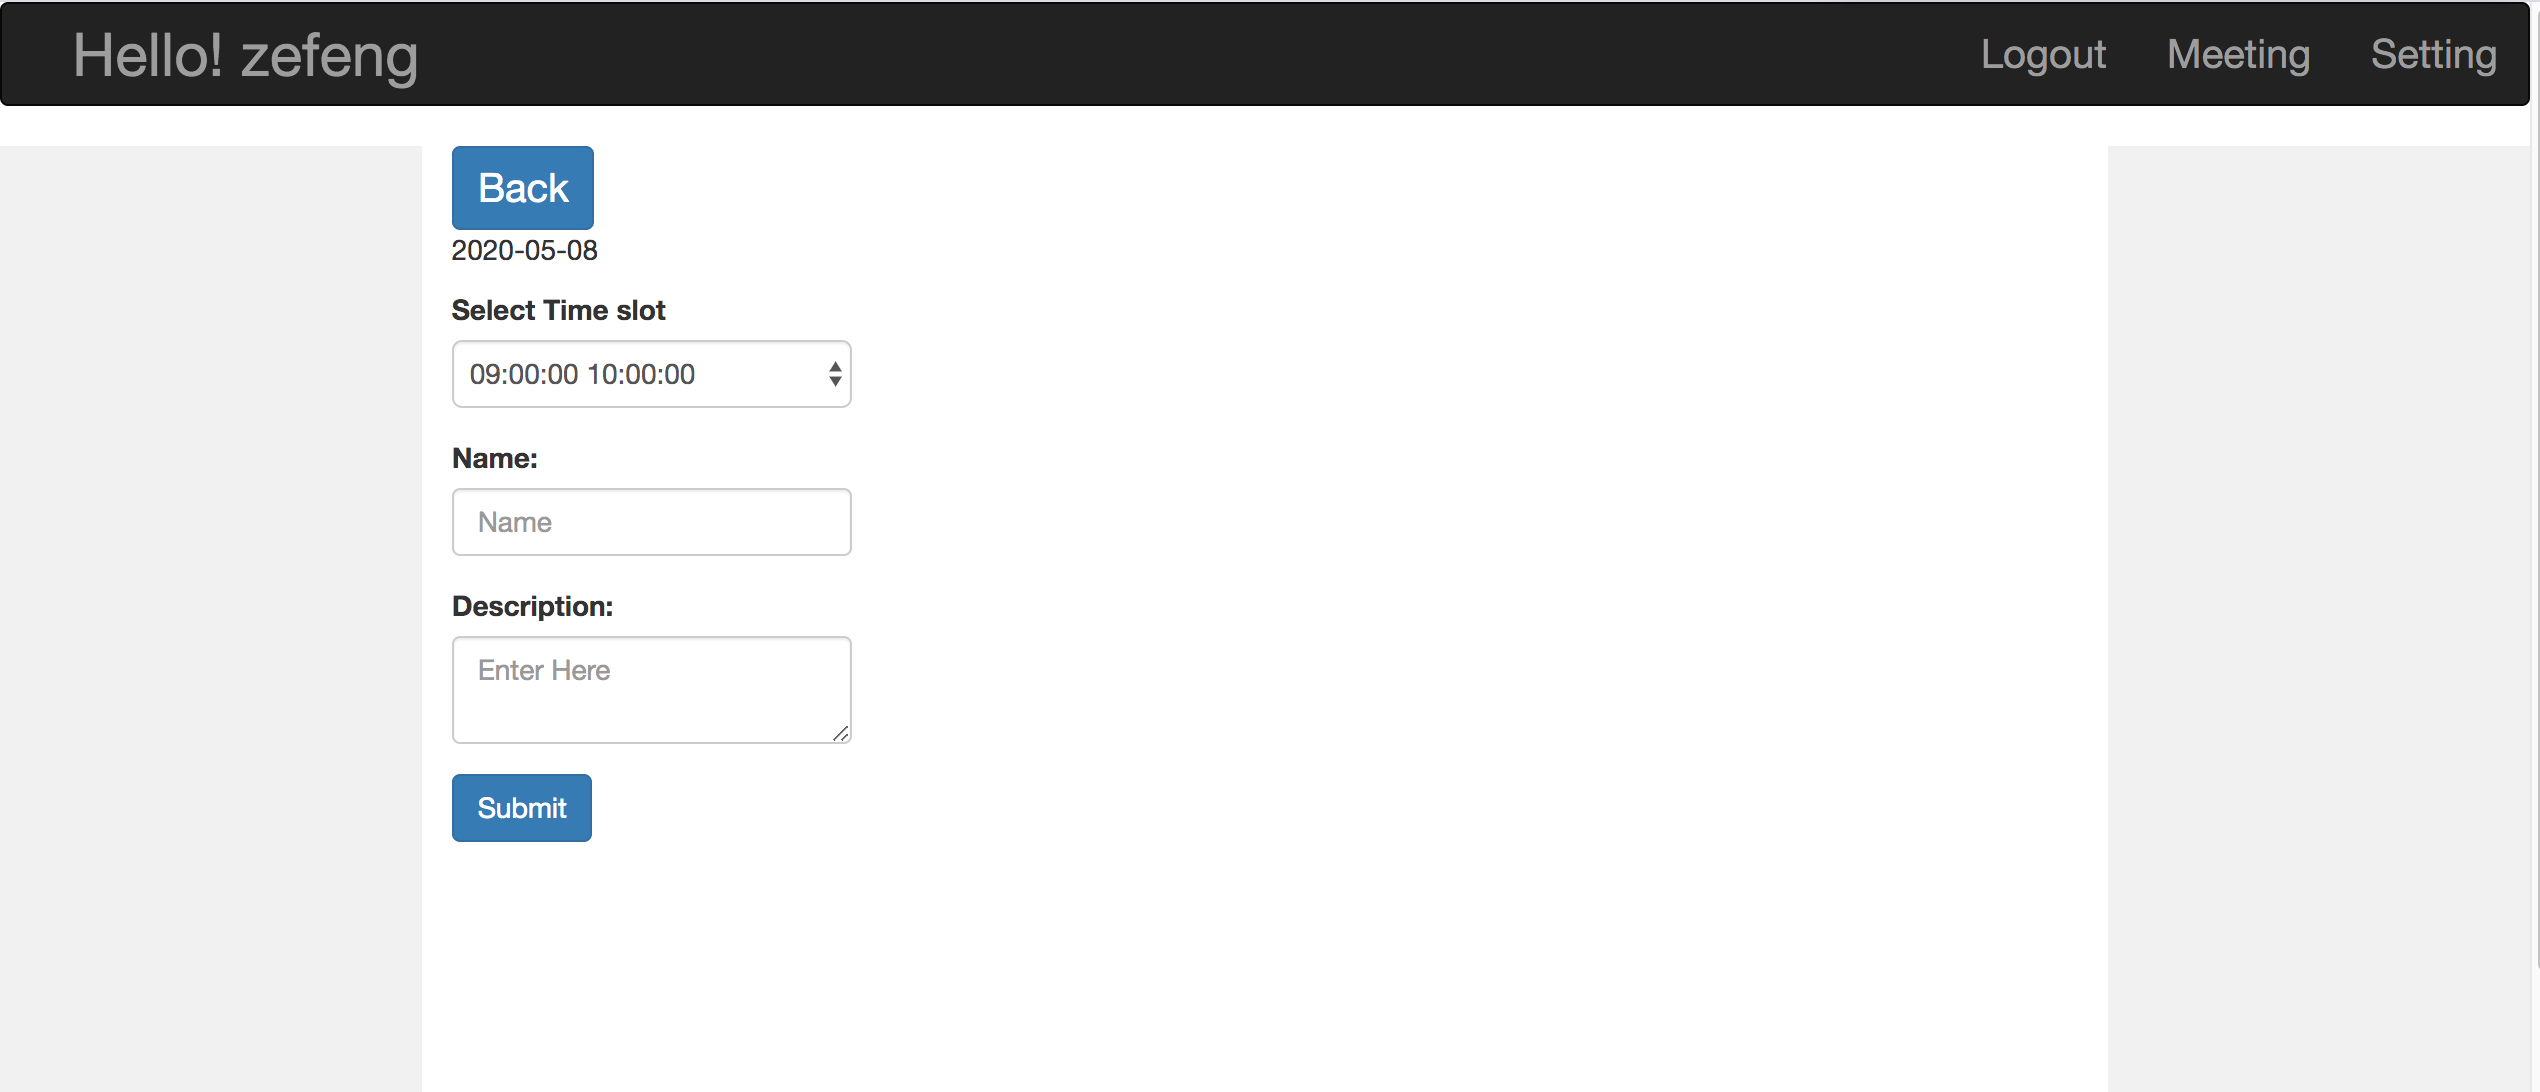 Hello! zefeng Logout Meeting Setting
Back
2020-05-08
Select Time slot
09:00:00 10:00:00
Name:
Name
Description:
Enter Here
Submit